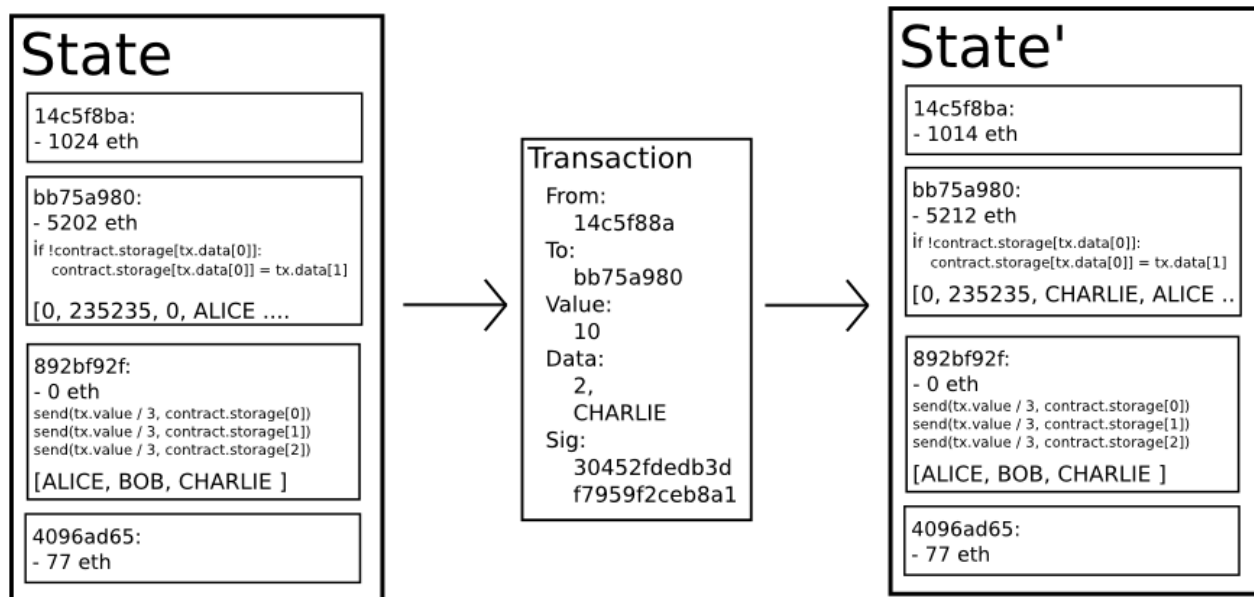 State
14c5f8ba:
- 1024 eth
bb75a980:
- 5202 eth
if !contract.storage[tx.data[0]]:
contract.storage[tx.data[0]] = tx.data[1]
[0, 235235, 0, ALICE ....
892bf92f:
- 0 eth
send(tx.value / 3, contract.storage[0])
send(tx.value / 3, contract.storage[1])
send(tx.value / 3, contract.storage[2])
[ALICE, BOB, CHARLIE ]
4096ad65:
- 77 eth
Transaction
From:
14c5f88a
To:
bb75a980
Value:
10
Data:
2,
CHARLIE
Sig:
30452fdedb3d
f7959f2ceb8a1
State'
14c5f8ba:
- 1014 eth
bb75a980:
- 5212 eth
if !contract.storage[tx.data[0]]:
contract.storage[tx.data[0]] = tx.data[1]
[0, 235235, CHARLIE, ALICE ..
892bf92f:
- 0 eth
send(tx.value / 3, contract.storage[0])
send(tx.value / 3, contract.storage[1])
send(tx.value / 3, contract.storage[2])
[ALICE, BOB, CHARLIE ]
4096ad65:
- 77 eth